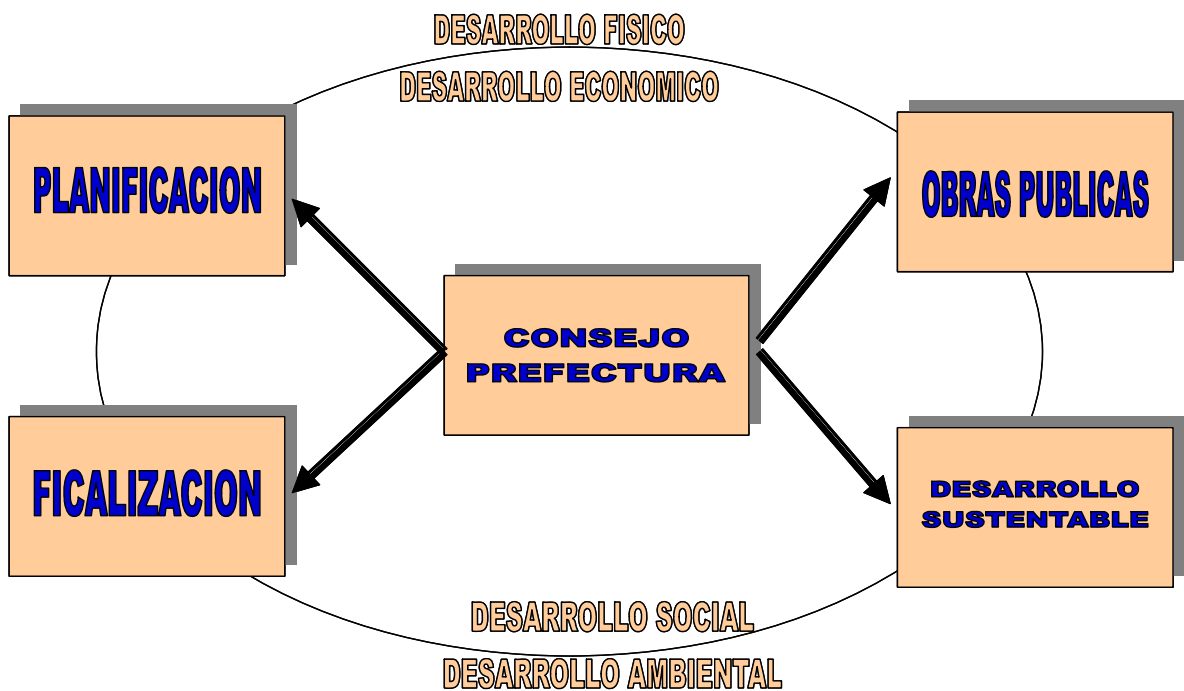 DESARROLLO FISICO
DESARROLLO ECONOMICO
PLANIFICACION
OBRAS PUBLICAS
CONSEJO
PREFECTURA
FICALIZACION
DESARROLLO
SUSTENTABLE
DESARROLLO SOCIAL
DESARROLLO AMBIENTAL